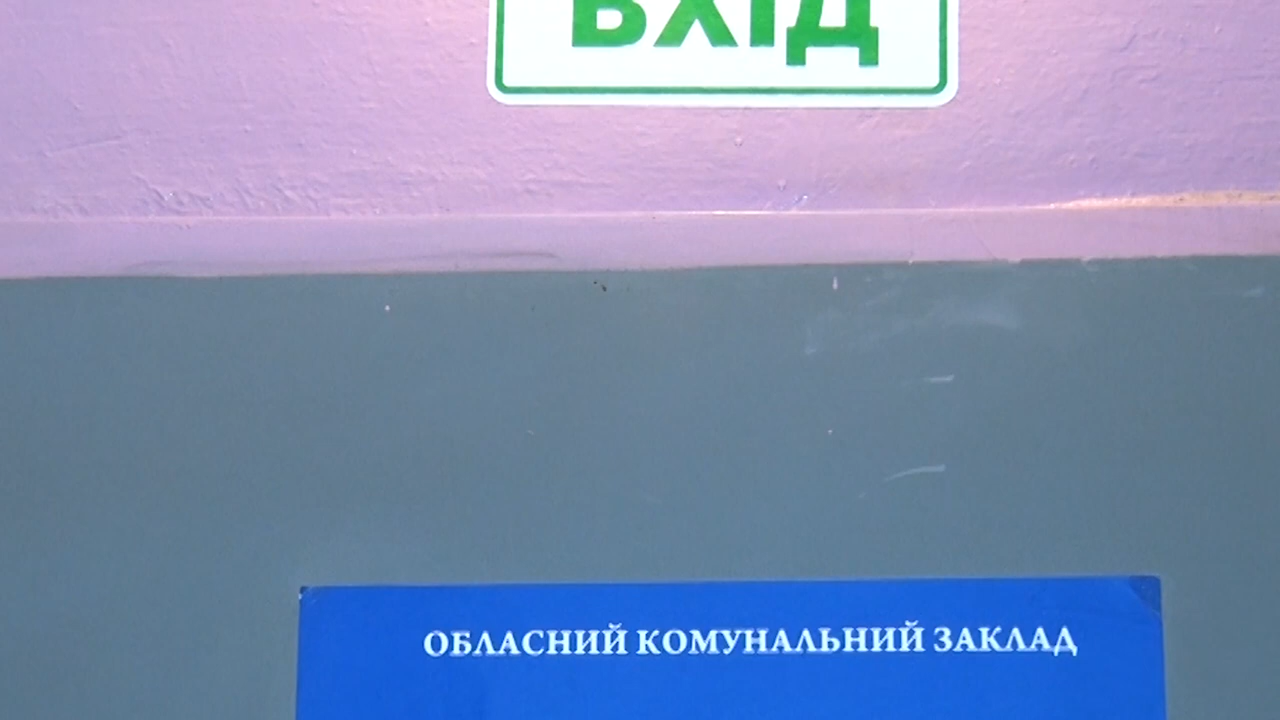 ВХІД
ОБЛАСНИЙ КОМУНАЛЬНИЙ ЗАКЛАД